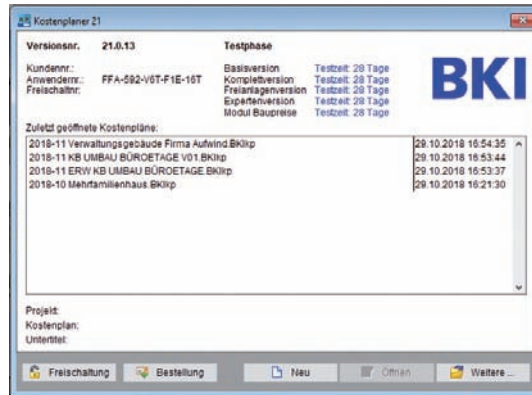 Kostenplaner 21
Versionsnr. 21.0.13 Testphase
Kundennr.: Basisversion Testzeit: 28 Tage
Anwendernr.: FFA-592-V6T-F1E-16T Komplettversion Testzeit: 28 Tage
Freischaltnr: Freianlagenversion Testzeit: 28 Tage
Expertenversion Testzeit: 28 Tage
Modul Baupreise Testzeit: 28 Tage
BKI
Zuletzt geöffnete Kostenpläne:
2018-11 Verwaltungsgebäude Firma Aufwind.BKIkp 29.10.2018 16:54:35
2018-11 KB UMBAU BÜROETAGE V01.BKIkp 29.10.2018 16:53:44
2018-11 ERW KB UMBAU BÜROETAGE.BKIkp 29.10.2018 16:53:37
2018-10 Mehrfamilienhaus.BKIkp 29.10.2018 16:21:30
Projekt:
Kostenplan:
Untertitel:
Freischaltung Bestellung Neu Öffnen Weitere ...